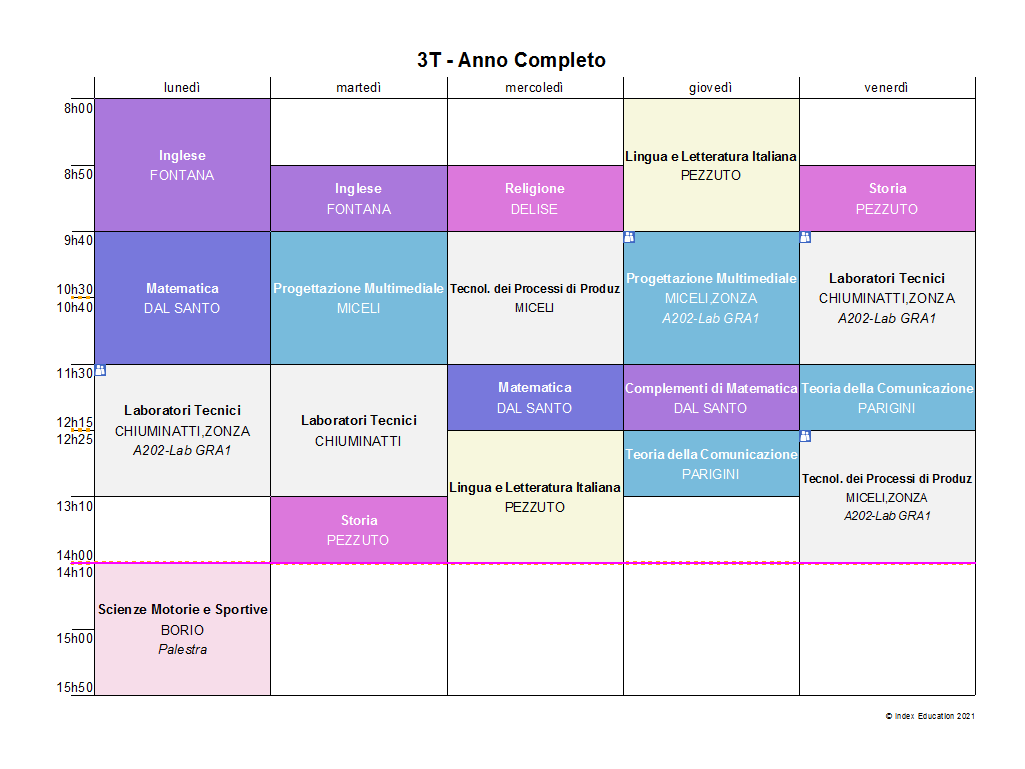 3T - Anno Completo
lunedì martedì mercoledì giovedì venerdì
8h00
8h50
9h40
10h30
10h40
11h30
12h15
12h25
13h10
14h00
14h10
15h00
15h50
Inglese
FONTANA
Matematica
DAL SANTO
Laboratori Tecnici
CHIUMINATTI,ZONZA
A202-Lab GRA1
Scienze Motorie e Sportive
BORIO
Palestra
Inglese
FONTANA
Progettazione Multimediale
MICELI
Laboratori Tecnici
CHIUMINATTI
Storia
PEZZUTO
Religione
DELISE
Tecnol. dei Processi di Produz
MICELI
Matematica
DAL SANTO
Lingua e Letteratura Italiana
PEZZUTO
Lingua e Letteratura Italiana
PEZZUTO
Progettazione Multimediale
MICELI,ZONZA
A202-Lab GRA1
Complementi di Matematica
DAL SANTO
Teoria della Comunicazione
PARIGINI
Storia
PEZZUTO
Laboratori Tecnici
CHIUMINATTI,ZONZA
A202-Lab GRA1
Teoria della Comunicazione
PARIGINI
Tecnol. dei Processi di Produz
MICELI,ZONZA
A202-Lab GRA1
© Index Education 2021